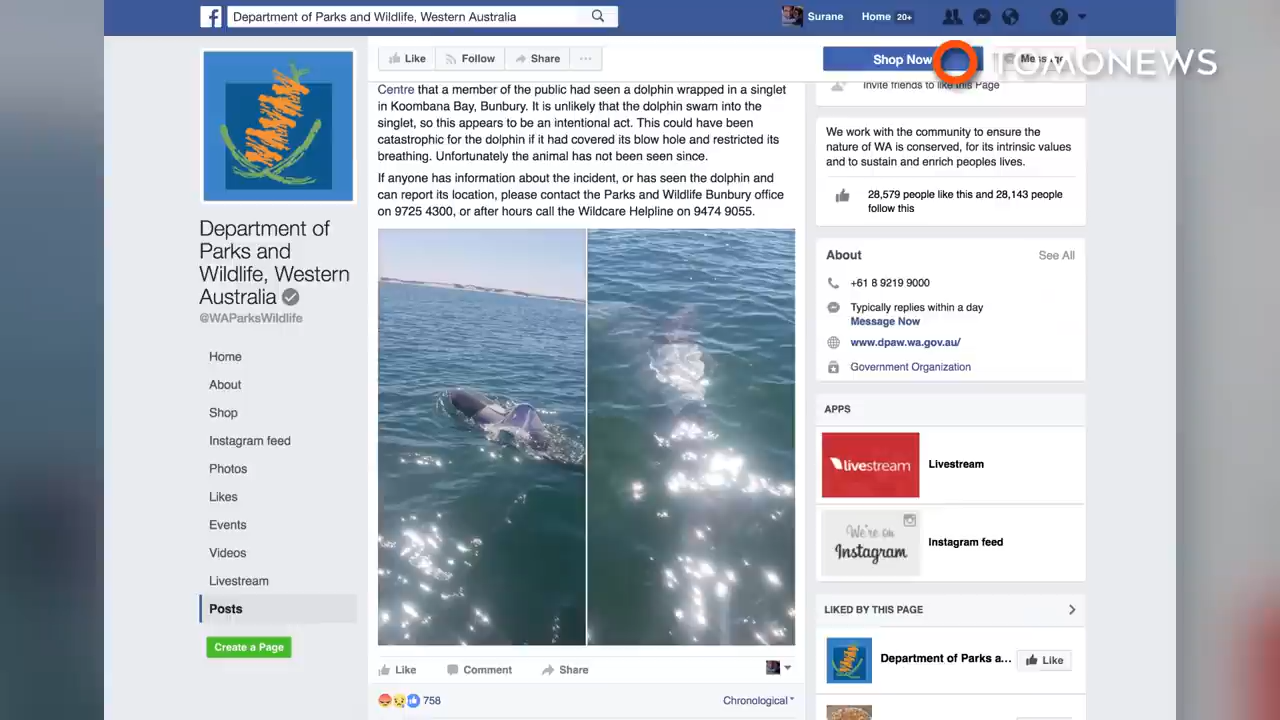 Department of Parks and Wildlife, Western Australia
Surane
Home 20+
Like
Follow
Share
Shop Now
TOMONEWS
Department of
Parks and
Wildlife, Western
Australia
@WAParksWildlife
Home
About
Shop
Instagram feed
Photos
Likes
Events
Videos
Livestream
Posts
Create a Page
Centre that a member of the public had seen a dolphin wrapped in a singlet
in Koombana Bay, Bunbury. It is unlikely that the dolphin swam into the
singlet, so this appears to be an intentional act. This could have been
catastrophic for the dolphin if it had covered its blow hole and restricted its
breathing. Unfortunately the animal has not been seen since.
If anyone has information about the incident, or has seen the dolphin and
can report its location, please contact the Parks and Wildlife Bunbury office
on 9725 4300, or after hours call the Wildcare Helpline on 9474 9055.
Like
Comment
Share
758
Chronological
Invite friends to like this Page
We work with the community to ensure the
nature of WA is conserved, for its intrinsic values
and to sustain and enrich peoples lives.
28,579 people like this and 28,143 people
follow this
About
See All
+61 8 9219 9000
Typically replies within a day
Message Now
www.dpaw.wa.gov.au/
Government Organization
APPS
livestream
Livestream
We're on
Instagram
Instagram feed
LIKED BY THIS PAGE
Department of Parks a...
Like